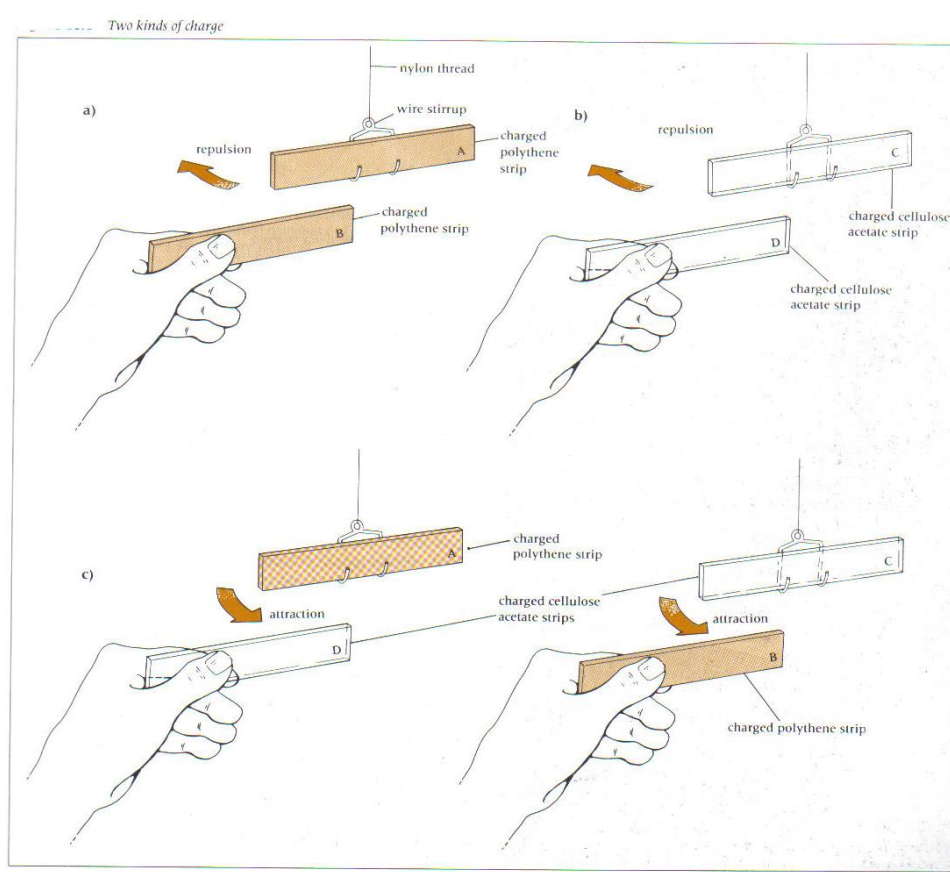 Two kinds of charge
a)
nylon thread
wire stirrup
charged
polythene
strip
A
repulsion
charged
polythene strip
B
b)
repulsion
C
charged cellulose
acetate strip
D
charged cellulose
acetate strip
c)
A
charged
polythene strip
attraction
D
charged cellulose
acetate strips
C
attraction
B
charged polythene strip